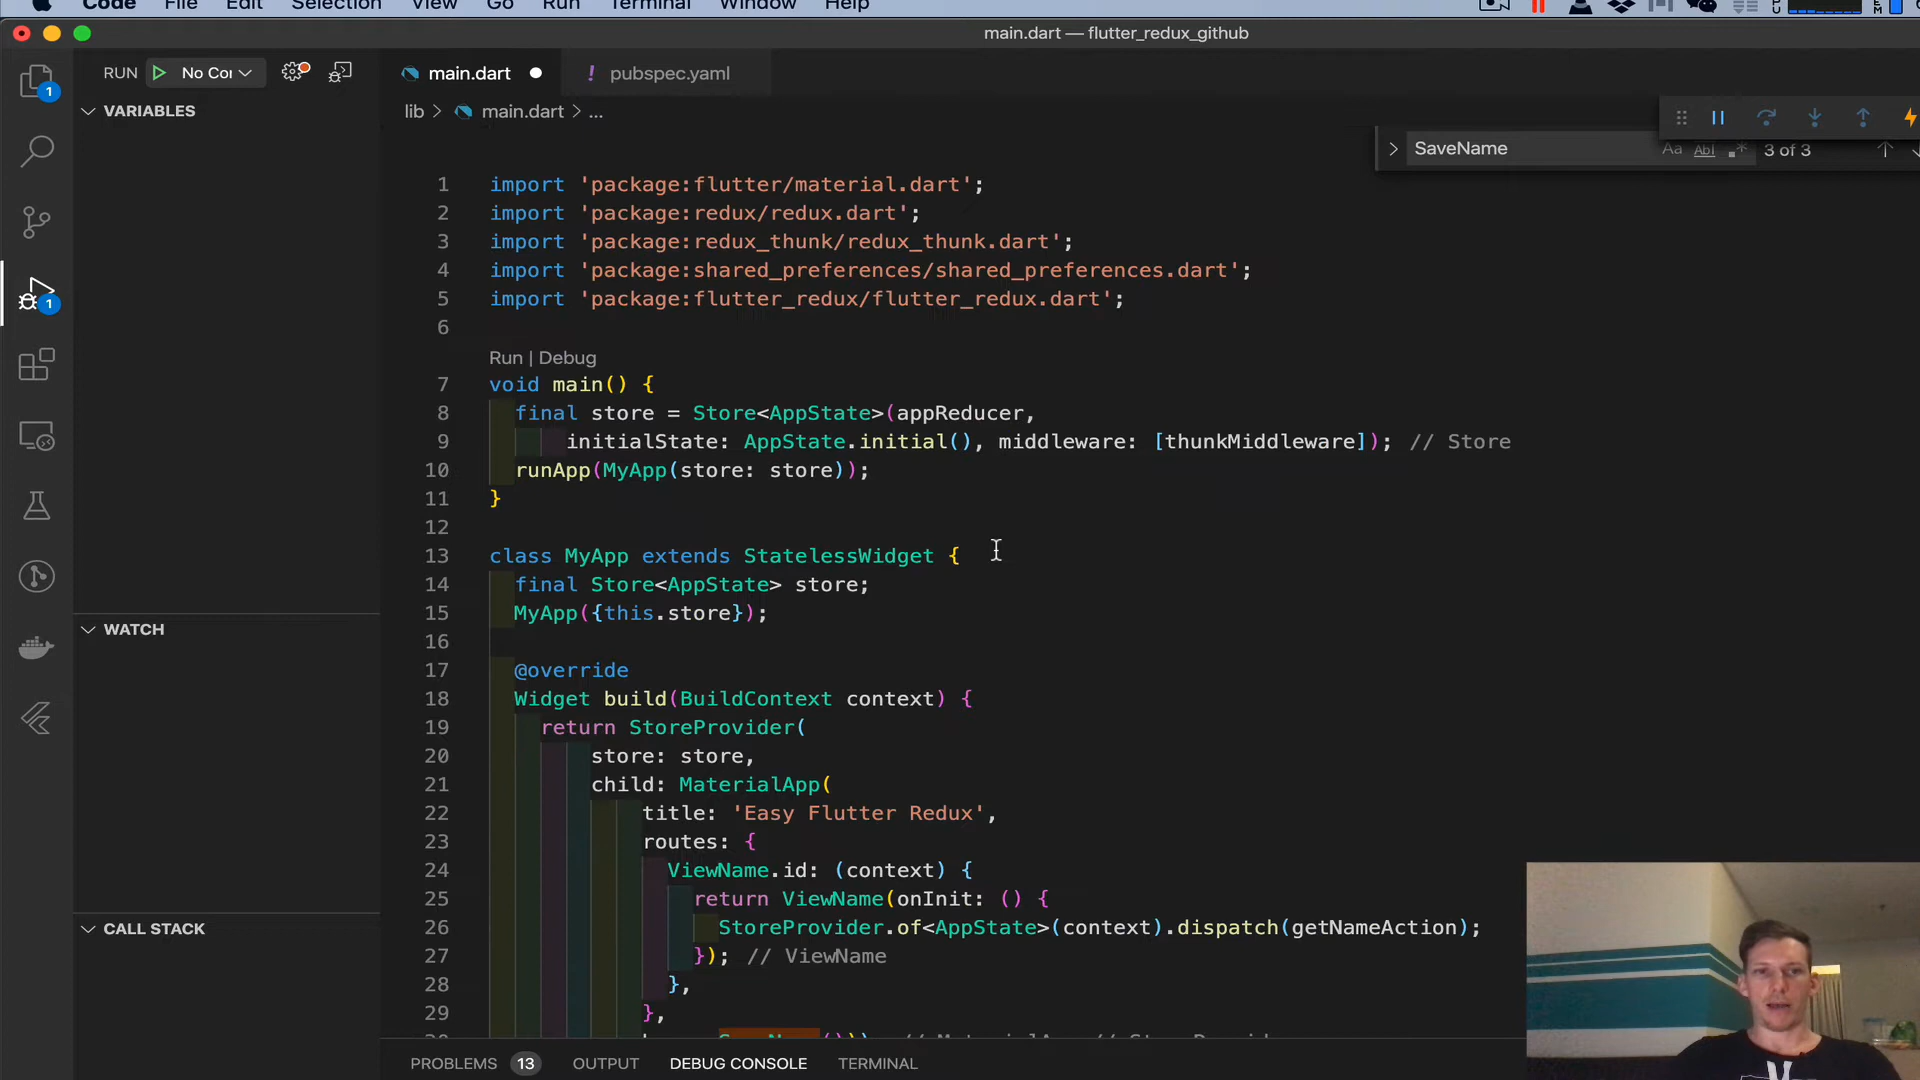 Code File Edit Selection View Go Run Terminal Window Help
main.dart — flutter_redux_github
RUN No Cor
main.dart
pubspec.yaml
VARIABLES
lib > main.dart > ...
SaveName
Aa Abl .* 3 of 3
1 import 'package:flutter/material.dart';
2 import 'package:redux/redux.dart';
3 import 'package:redux_thunk/redux_thunk.dart';
4 import 'package:shared_preferences/shared_preferences.dart';
5 import 'package:flutter_redux/flutter_redux.dart';
6
Run | Debug
7 void main() {
8 final store = Store<AppState>(appReducer,
9 initialState: AppState.initial(), middleware: [thunkMiddleware]); // Store
10 runApp(MyApp(store: store));
11 }
12
13 class MyApp extends StatelessWidget {
14 final Store<AppState> store;
15 MyApp({this.store});
16
17 @override
18 Widget build(BuildContext context) {
19 return StoreProvider(
20 store: store,
21 child: MaterialApp(
22 title: 'Easy Flutter Redux',
23 routes: {
24 ViewName.id: (context) {
25 return ViewName(onInit: () {
26 StoreProvider.of<AppState>(context).dispatch(getNameAction);
27 }); // ViewName
28 },
29 },
WATCH
CALL STACK
1
1
PROBLEMS 13 OUTPUT DEBUG CONSOLE TERMINAL